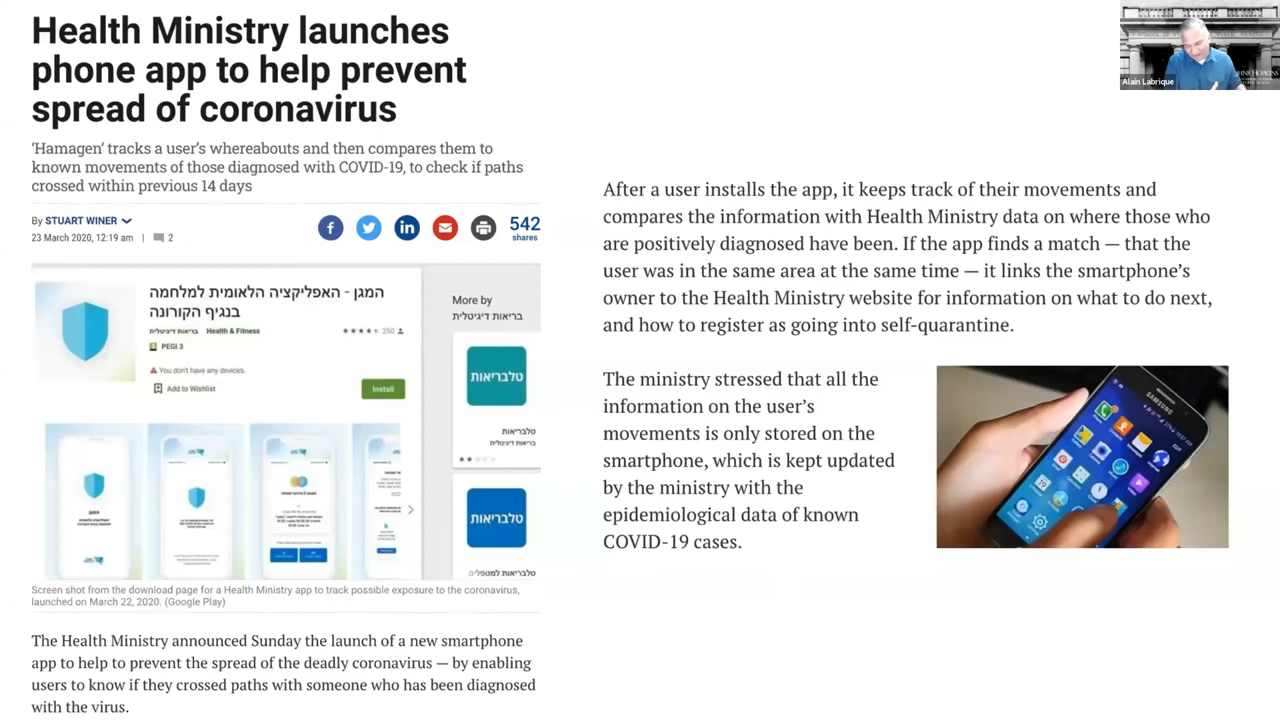 Health Ministry launches
phone app to help prevent
spread of coronavirus
‘Hamagen’ tracks a user’s whereabouts and then compares them to
known movements of those diagnosed with COVID-19, to check if paths
crossed within previous 14 days
By STUART WINER
23 March 2020, 12:19 am | 2
542
shares
המגן - האפליקציה הלאומית למלחמה
בנגיף הקורונה
בריאות דיגיטלית Health & Fitness
250
PEGI 3
You don't have any devices.
Add to Wishlist
Install
More by
בריאות דיגיטלית
טלבריאות
טלבריאות
בריאות דיגיטלית
טלבריאות
טלבריאות למטפלים
המגן
Screen shot from the download page for a Health Ministry app to track possible exposure to the coronavirus,
launched on March 22, 2020. (Google Play)
The Health Ministry announced Sunday the launch of a new smartphone
app to help to prevent the spread of the deadly coronavirus — by enabling
users to know if they crossed paths with someone who has been diagnosed
with the virus.
After a user installs the app, it keeps track of their movements and
compares the information with Health Ministry data on where those who
are positively diagnosed have been. If the app finds a match — that the
user was in the same area at the same time — it links the smartphone’s
owner to the Health Ministry website for information on what to do next,
and how to register as going into self-quarantine.
The ministry stressed that all the
information on the user’s
movements is only stored on the
smartphone, which is kept updated
by the ministry with the
epidemiological data of known
COVID-19 cases.
SAMSUNG
Alain Labrique